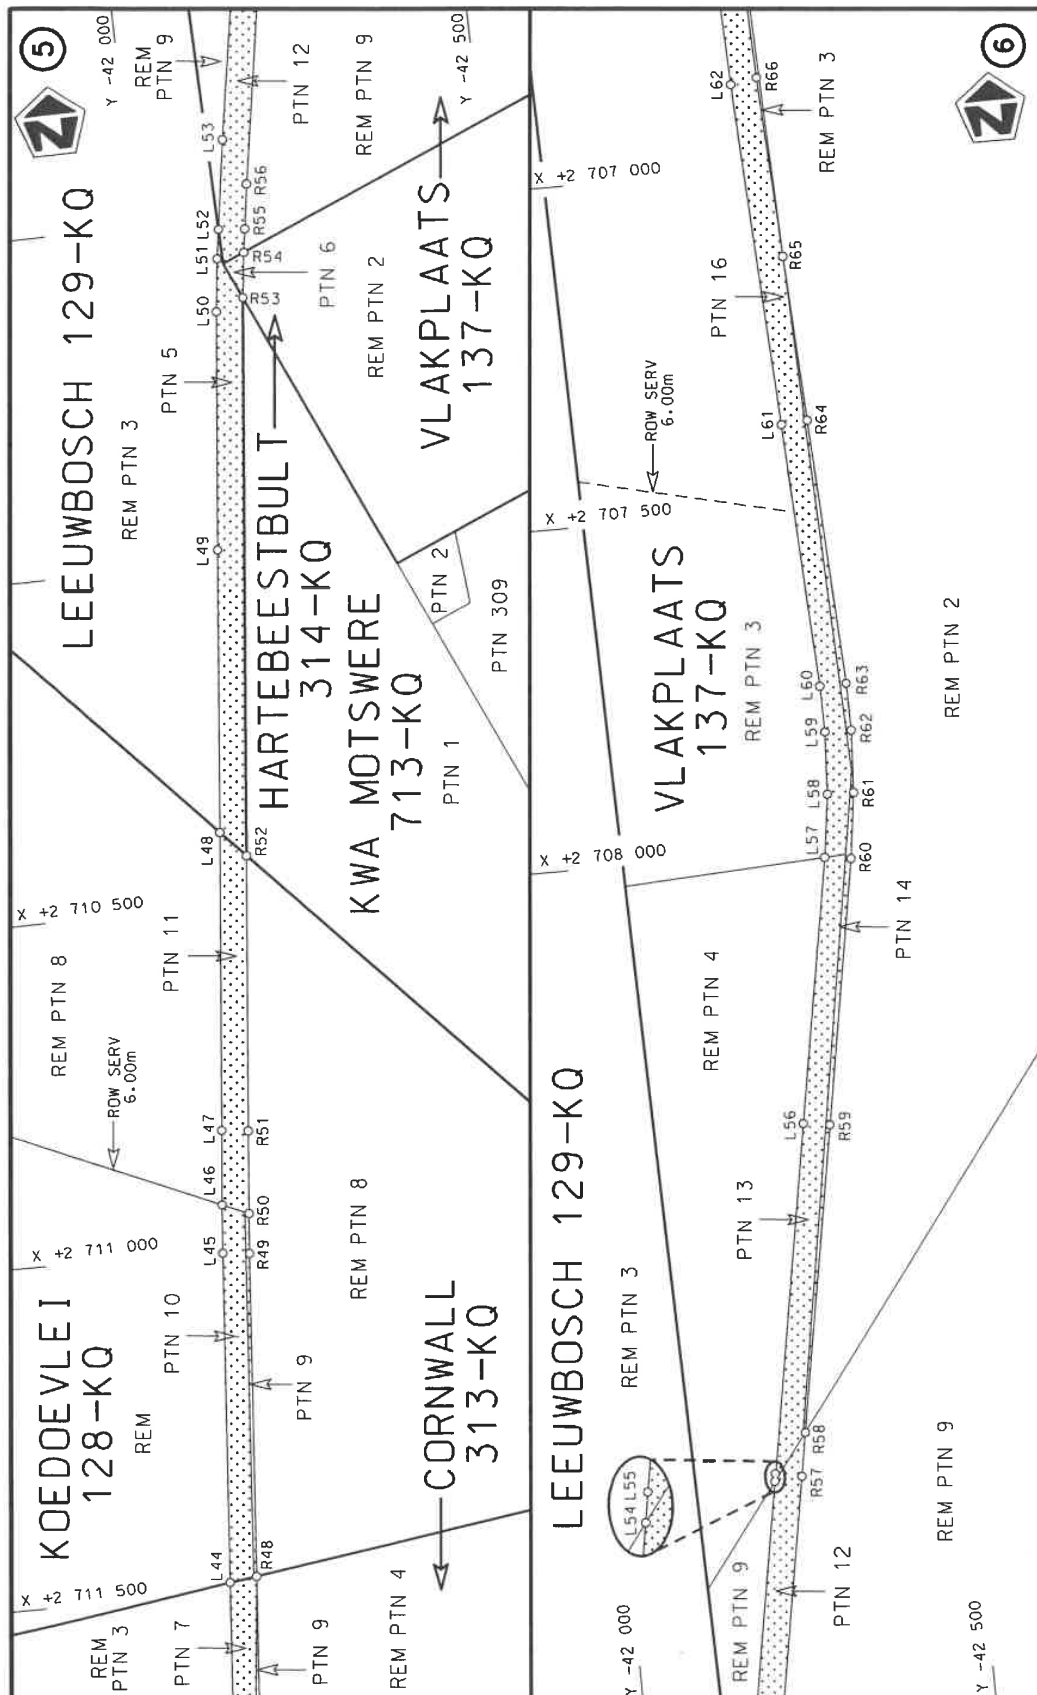 5
N
Y -42 000
Y -42 500
REM
PTN 9
PTN 12
REM PTN 9
L53
R56
R55
L52
L51
R54
L50
R53
PTN 6
REM PTN 2
LEEUWBOSCH 129-KQ
REM PTN 3
PTN 5
VLAKPLAATS
137-KQ
L49
HARTEBEESTBULT
314-KQ
KWA MOTSWERE
713-KQ
PTN 1
PTN 2
PTN 309
L48
R52
X +2 710 500
REM PTN 8
PTN 11
ROW SERV
6.00m
L47
R51
L46
R50
L45
R49
X +2 711 000
REM PTN 8
KOEDOEVLEI
128-KQ
REM
PTN 10
PTN 9
CORNWALL
313-KQ
L44
R48
X +2 711 500
REM
PTN 3
PTN 7
PTN 9
REM PTN 4
6
N
L62
R66
REM PTN 3
X +2 707 000
R65
PTN 16
L61
R64
ROW SERV
6.00m
X +2 707 500
VLAKPLAATS
137-KQ
REM PTN 3
L60
R63
L59
R62
L58
R61
L57
R60
REM PTN 2
X +2 708 000
PTN 14
REM PTN 4
L56
R59
LEEUWBOSCH 129-KQ
REM PTN 3
PTN 13
L54
L55
R58
R57
REM PTN 9
REM PTN 9
PTN 12
Y -42 000
Y -42 500